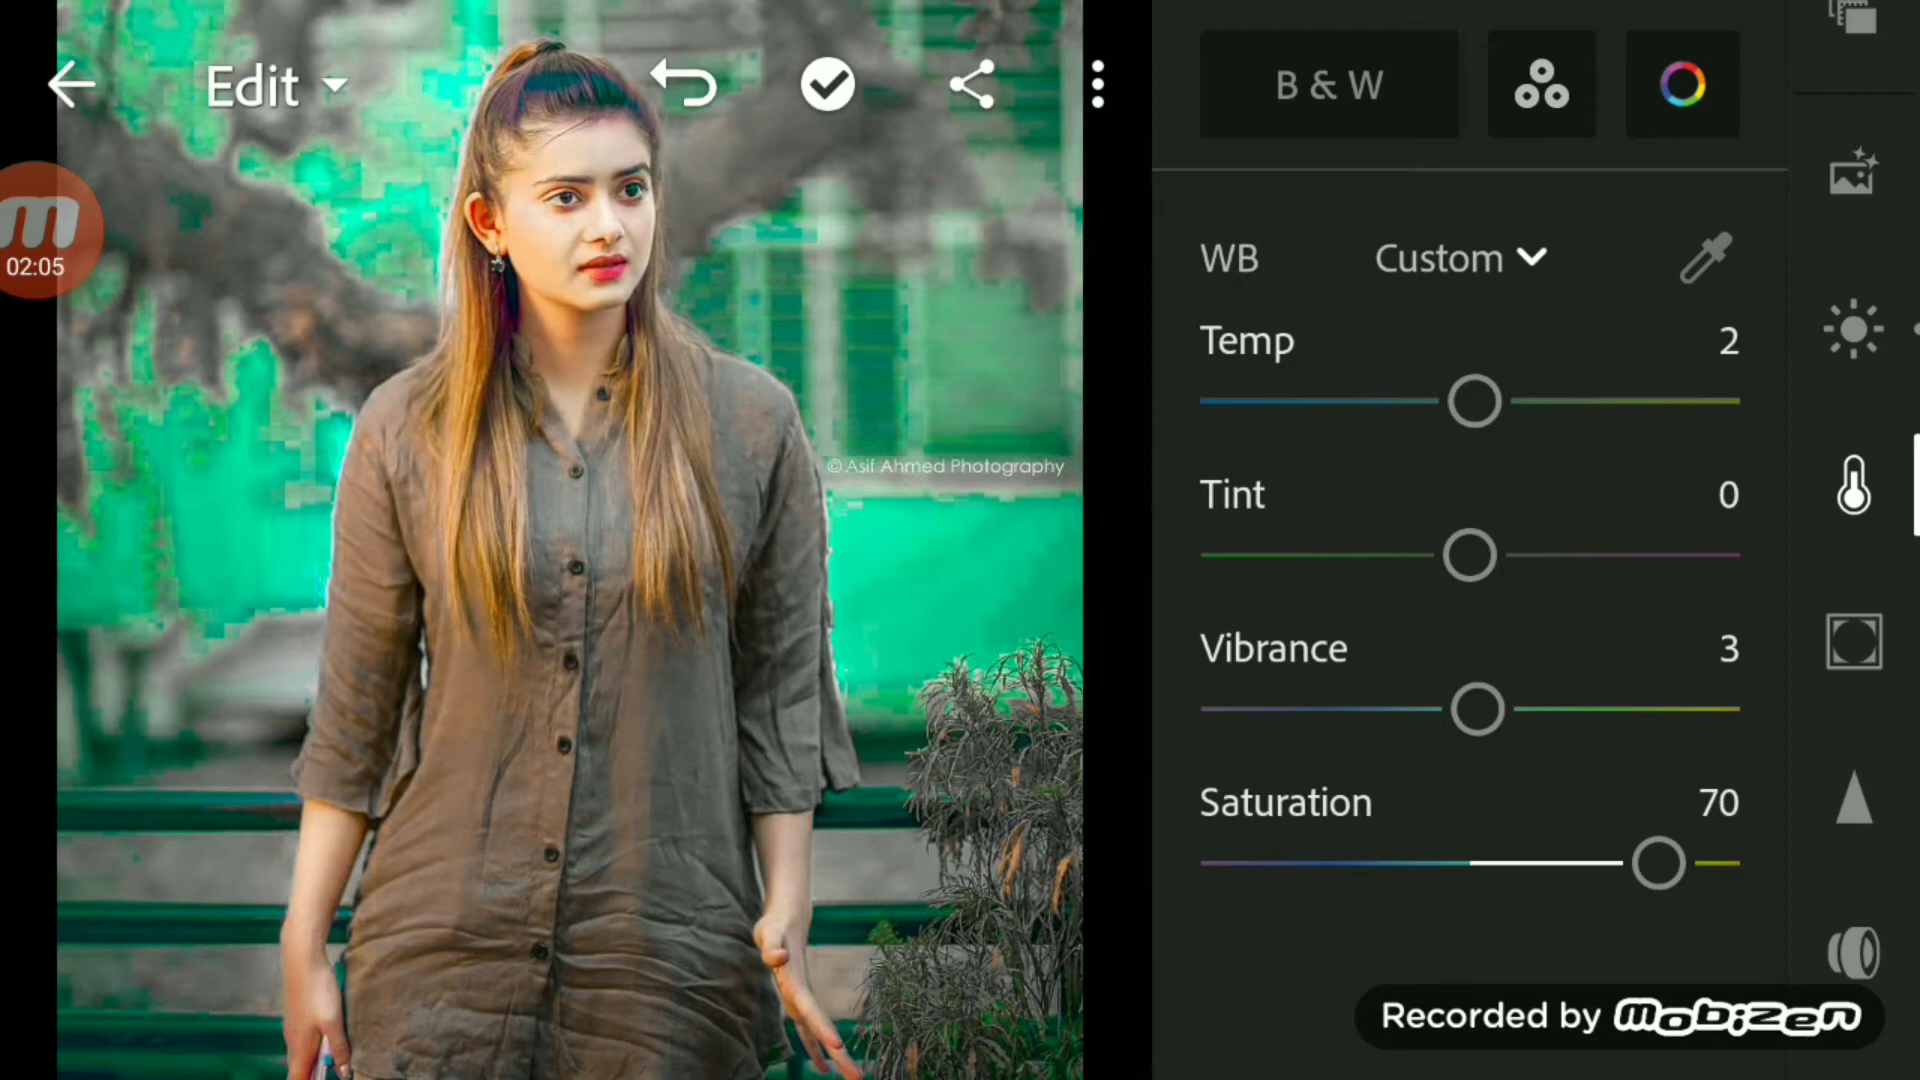 Edit
B & W
02:05
WB Custom
Temp 2
© Asif Ahmed Photography
Tint 0
Vibrance 3
Saturation 70
Recorded by mobizen